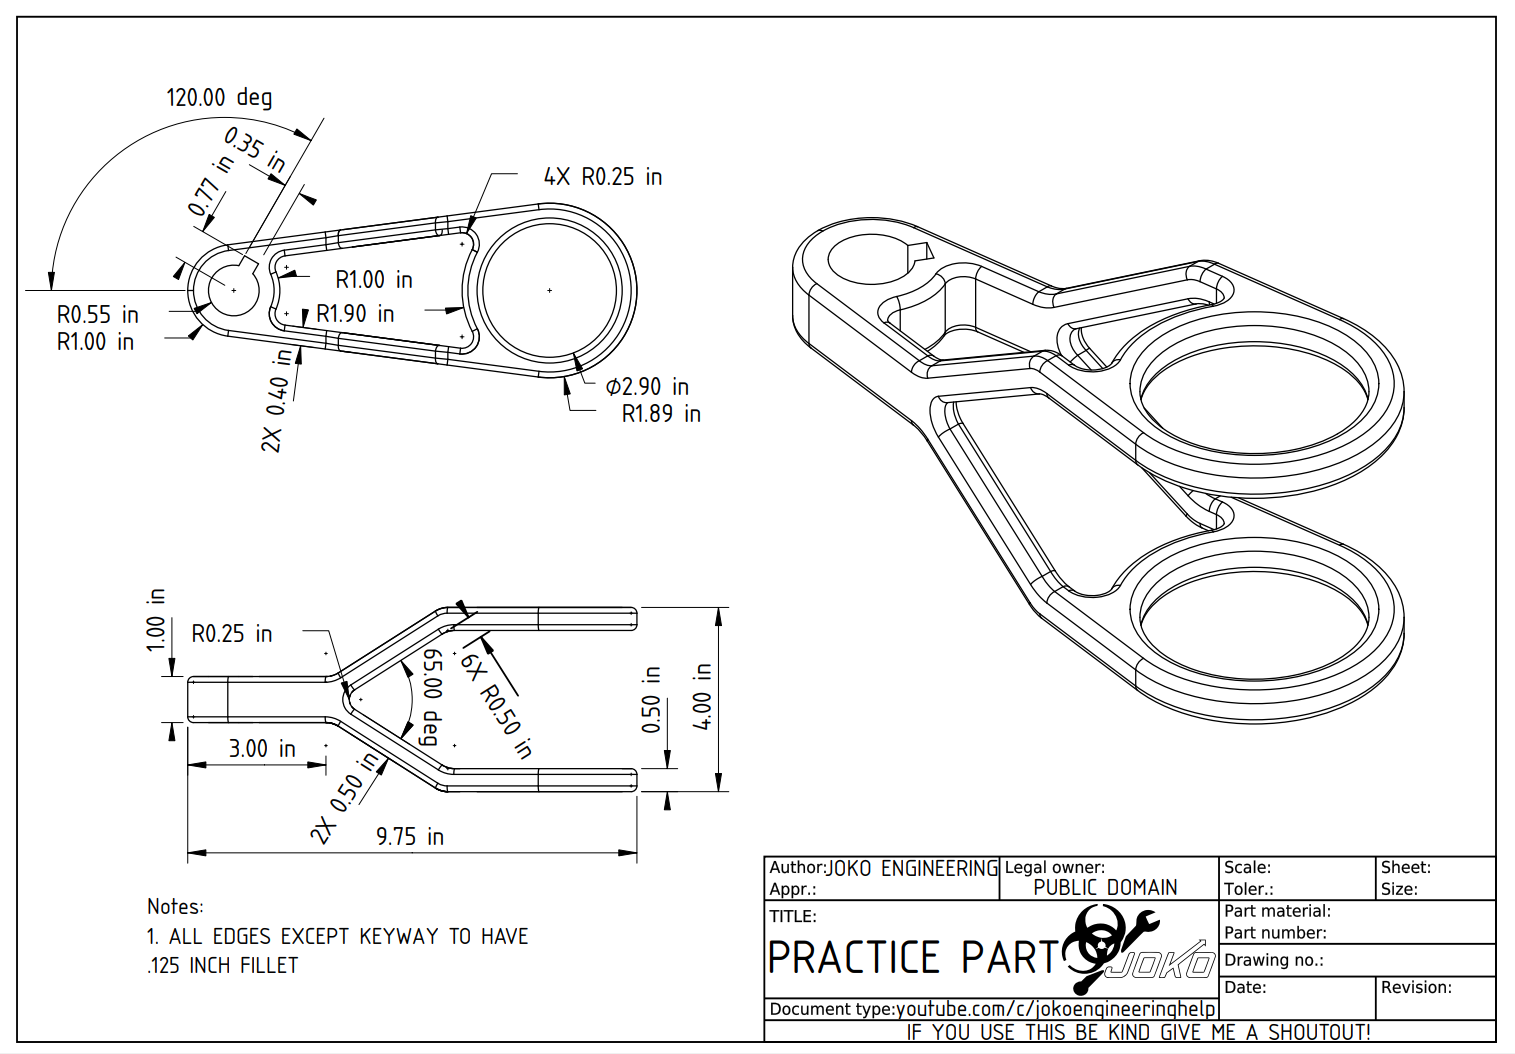 120.00 deg
0.35 in
0.77 in
4X R0.25 in
R1.00 in
R1.90 in
R0.55 in
R1.00 in
2X 0.40 in
Ø2.90 in
R1.89 in
1.00 in
R0.25 in
65.00 deg
6X R0.50 in
0.50 in
4.00 in
3.00 in
2X 0.50 in
9.75 in
Notes:
1. ALL EDGES EXCEPT KEYWAY TO HAVE
.125 INCH FILLET
Author:JOKO ENGINEERING
Appr.:
Legal owner:
PUBLIC DOMAIN
Scale:
Toler.:
Sheet:
Size:
TITLE:
PRACTICE PART
JOKO
Part material:
Part number:
Drawing no.:
Date:
Revision:
Document type:youtube.com/c/jokoengineeringhelp
IF YOU USE THIS BE KIND GIVE ME A SHOUTOUT!